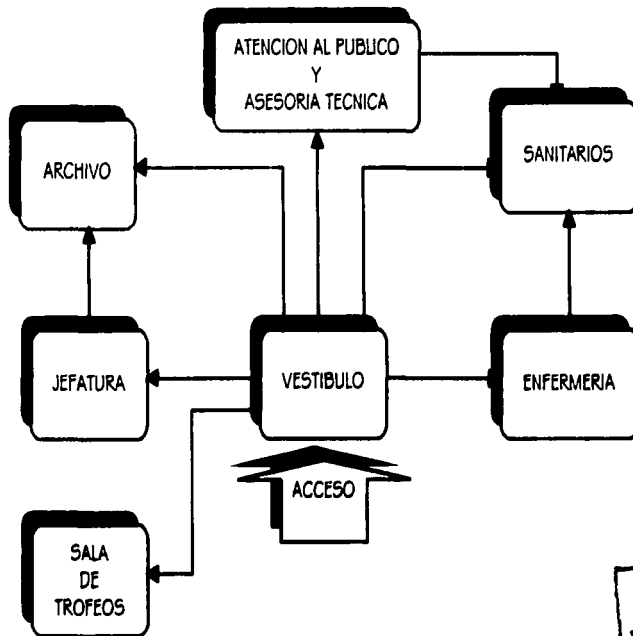 ATENCION AL PUBLICO
Y
ASESORIA TECNICA
ARCHIVO
SANITARIOS
JEFATURA
VESTIBULO
ENFERMERIA
ACCESO
SALA
DE
TROFEOS